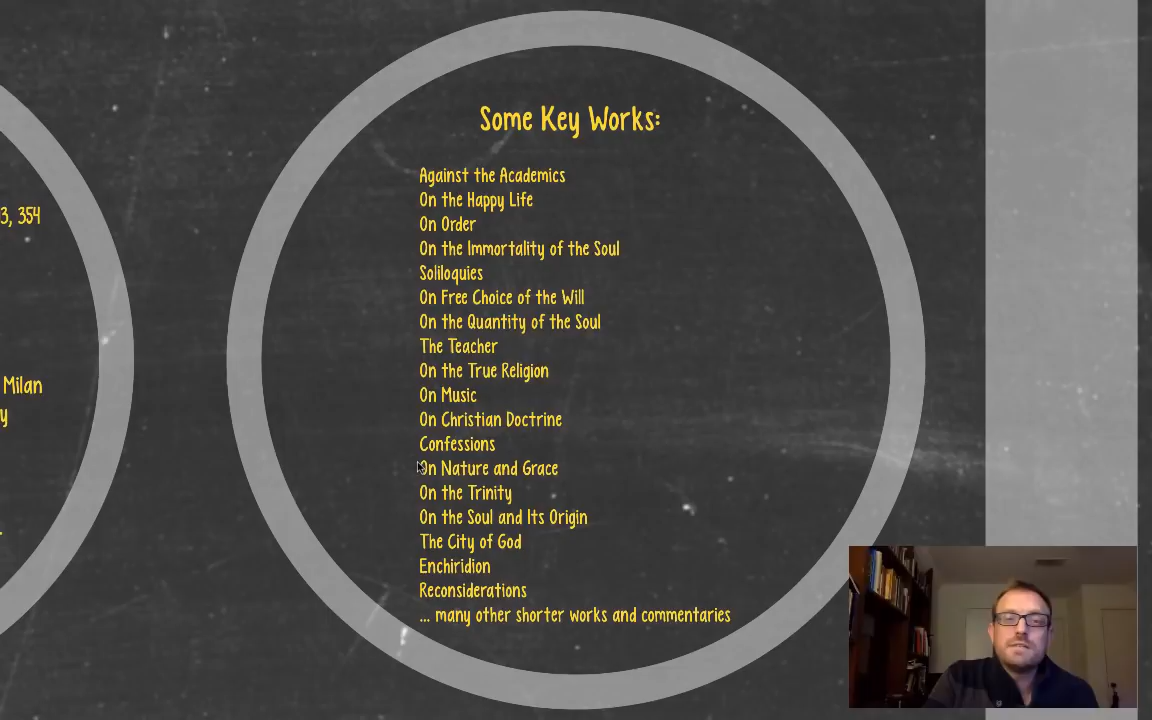 3, 354
Milan
y
Some Key Works:
Against the Academics
On the Happy Life
On Order
On the Immortality of the Soul
Soliloquies
On Free Choice of the Will
On the Quantity of the Soul
The Teacher
On the True Religion
On Music
On Christian Doctrine
Confessions
On Nature and Grace
On the Trinity
On the Soul and Its Origin
The City of God
Enchiridion
Reconsiderations
... many other shorter works and commentaries